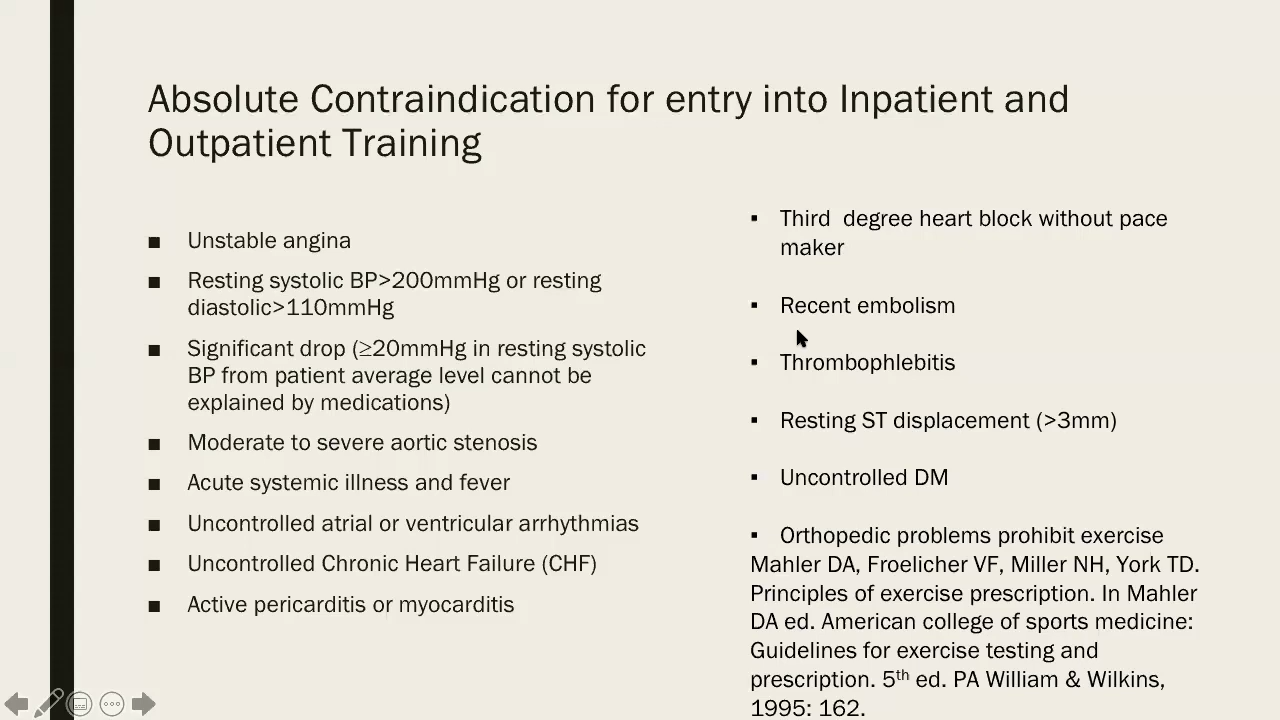 Absolute Contraindication for entry into Inpatient and
Outpatient Training
■ Unstable angina
■ Resting systolic BP>200mmHg or resting
diastolic>110mmHg
■ Significant drop (≥20mmHg in resting systolic
BP from patient average level cannot be
explained by medications)
■ Moderate to severe aortic stenosis
■ Acute systemic illness and fever
■ Uncontrolled atrial or ventricular arrhythmias
■ Uncontrolled Chronic Heart Failure (CHF)
■ Active pericarditis or myocarditis
▪ Third  degree heart block without pace
maker
▪ Recent embolism
▪ Thrombophlebitis
▪ Resting ST displacement (>3mm)
▪ Uncontrolled DM
▪ Orthopedic problems prohibit exercise
Mahler DA, Froelicher VF, Miller NH, York TD.
Principles of exercise prescription. In Mahler
DA ed. American college of sports medicine:
Guidelines for exercise testing and
prescription. 5th ed. PA William & Wilkins,
1995: 162.